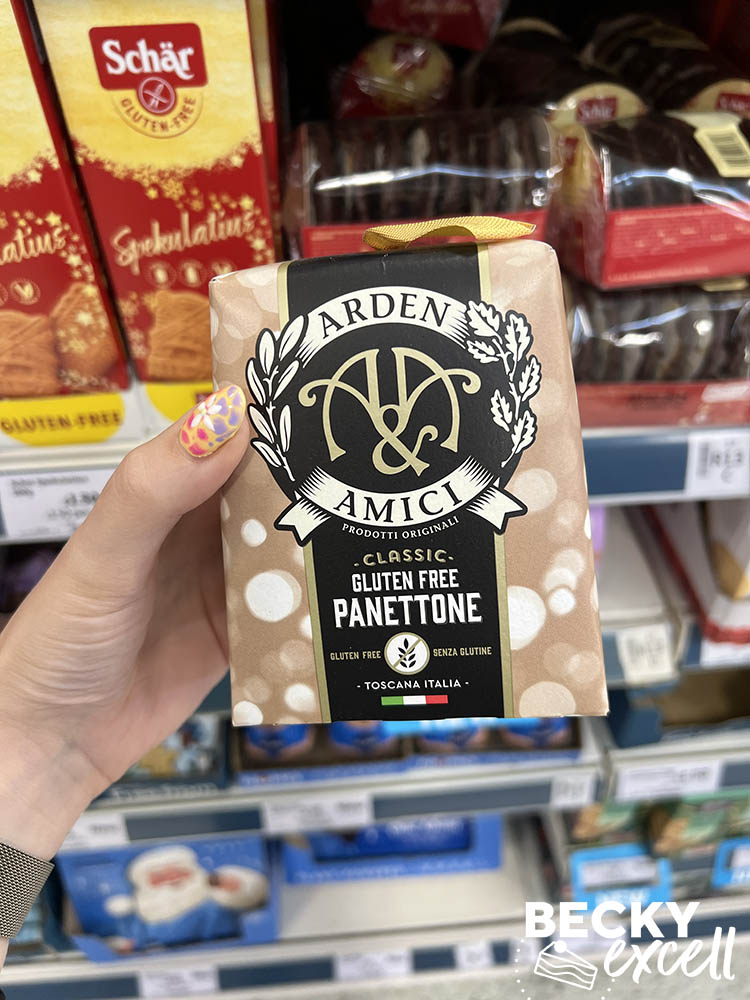 Schär
GLUTEN-FREE
Spekulatius
GLUTEN-FREE
ARDEN
A&A
AMICI
PRODOTTI ORIGINALI
-CLASSIC-
GLUTEN FREE
PANETTONE
GLUTEN FREE
SENZA GLUTINE
- TOSCANA ITALIA -
Schär
BECKY
excell